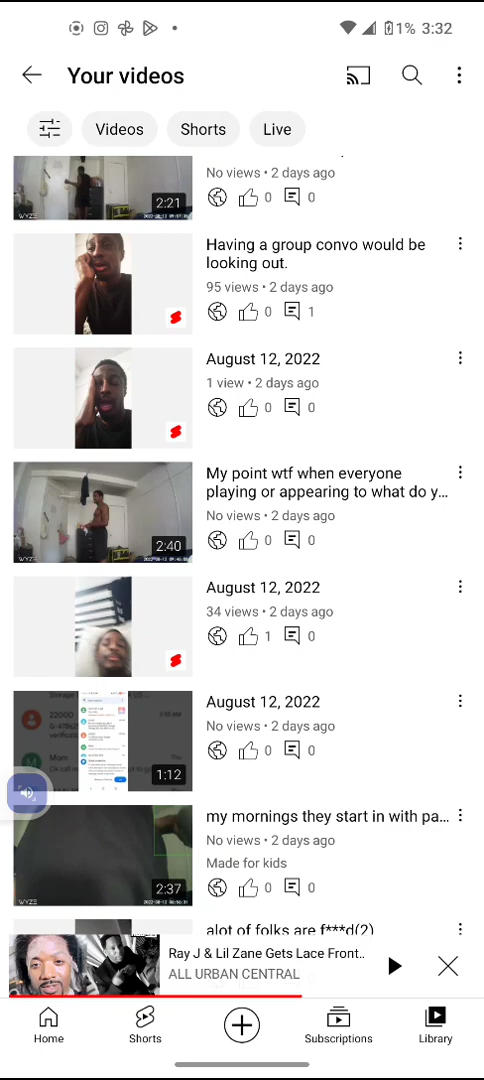 1% 3:32
Your videos
Videos Shorts Live
2:21
No views • 2 days ago
0 0
WYZE
Having a group convo would be
looking out.
95 views • 2 days ago
0 1
August 12, 2022
1 view • 2 days ago
0 0
My point wtf when everyone
playing or appearing to what do y...
No views • 2 days ago
2:40
WYZE
0 0
August 12, 2022
34 views • 2 days ago
1 0
August 12, 2022
No views • 2 days ago
22000
Mom
1:12
0 0
my mornings they start in with pa...
No views • 2 days ago
Made for kids
2:37
WYZE
0 0
alot of folks are f***d(2)
Ray J & Lil Zane Gets Lace Front..
ALL URBAN CENTRAL
Home Shorts Subscriptions Library